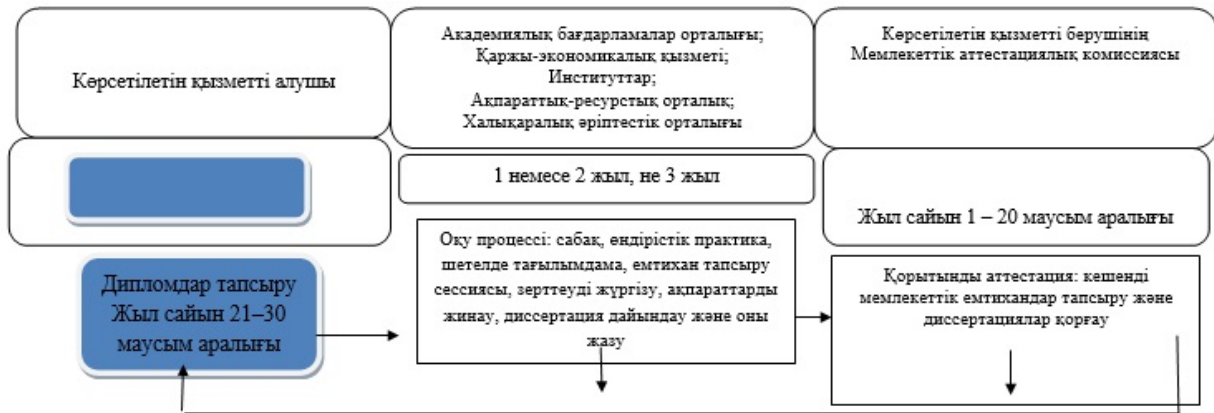 Көрсетілетін қызметті алушы
Академиялық бағдарламалар орталығы;
Қаржы-экономикалық қызметі;
Институттар;
Ақпараттық-ресурстық орталық;
Халықаралық әріптестік орталығы
Көрсетілетін қызметті берушінің
Мемлекеттік аттестациялық комиссиясы
1 немесе 2 жыл, не 3 жыл
Жыл сайын 1 – 20 маусым аралығы
Дипломдар тапсыру
Жыл сайын 21–30
маусым аралығы
Оқу процессі: сабақ, өндірістік практика,
шетелде тағылымдама, емтихан тапсыру
сессиясы, зерттеуді жүргізу, ақпараттарды
жинау, диссертация дайындау және оны
жазу
Қорытынды аттестация: кешенді
мемлекеттік емтихандар тапсыру және
диссертациялар қорғау